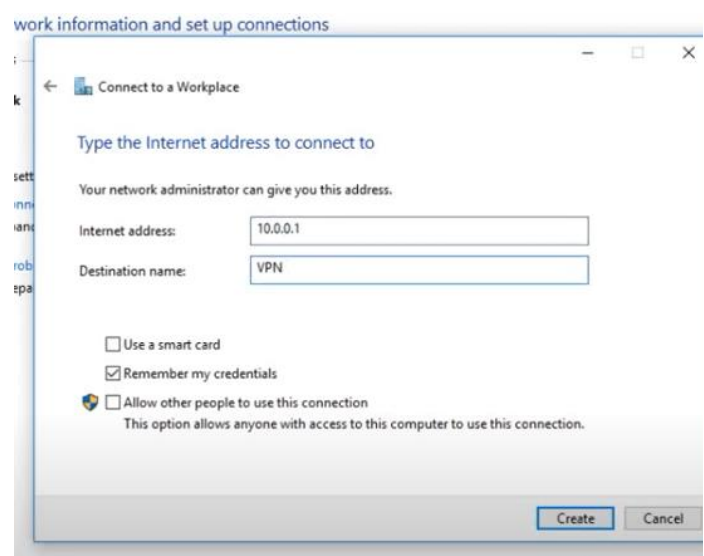 work information and set up connections
Connect to a Workplace
k
Type the Internet address to connect to
sett
Your network administrator can give you this address.
Internet address:
10.0.0.1
Destination name:
VPN
rob
epa
Use a smart card
Remember my credentials
Allow other people to use this connection
This option allows anyone with access to this computer to use this connection.
Create
Cancel